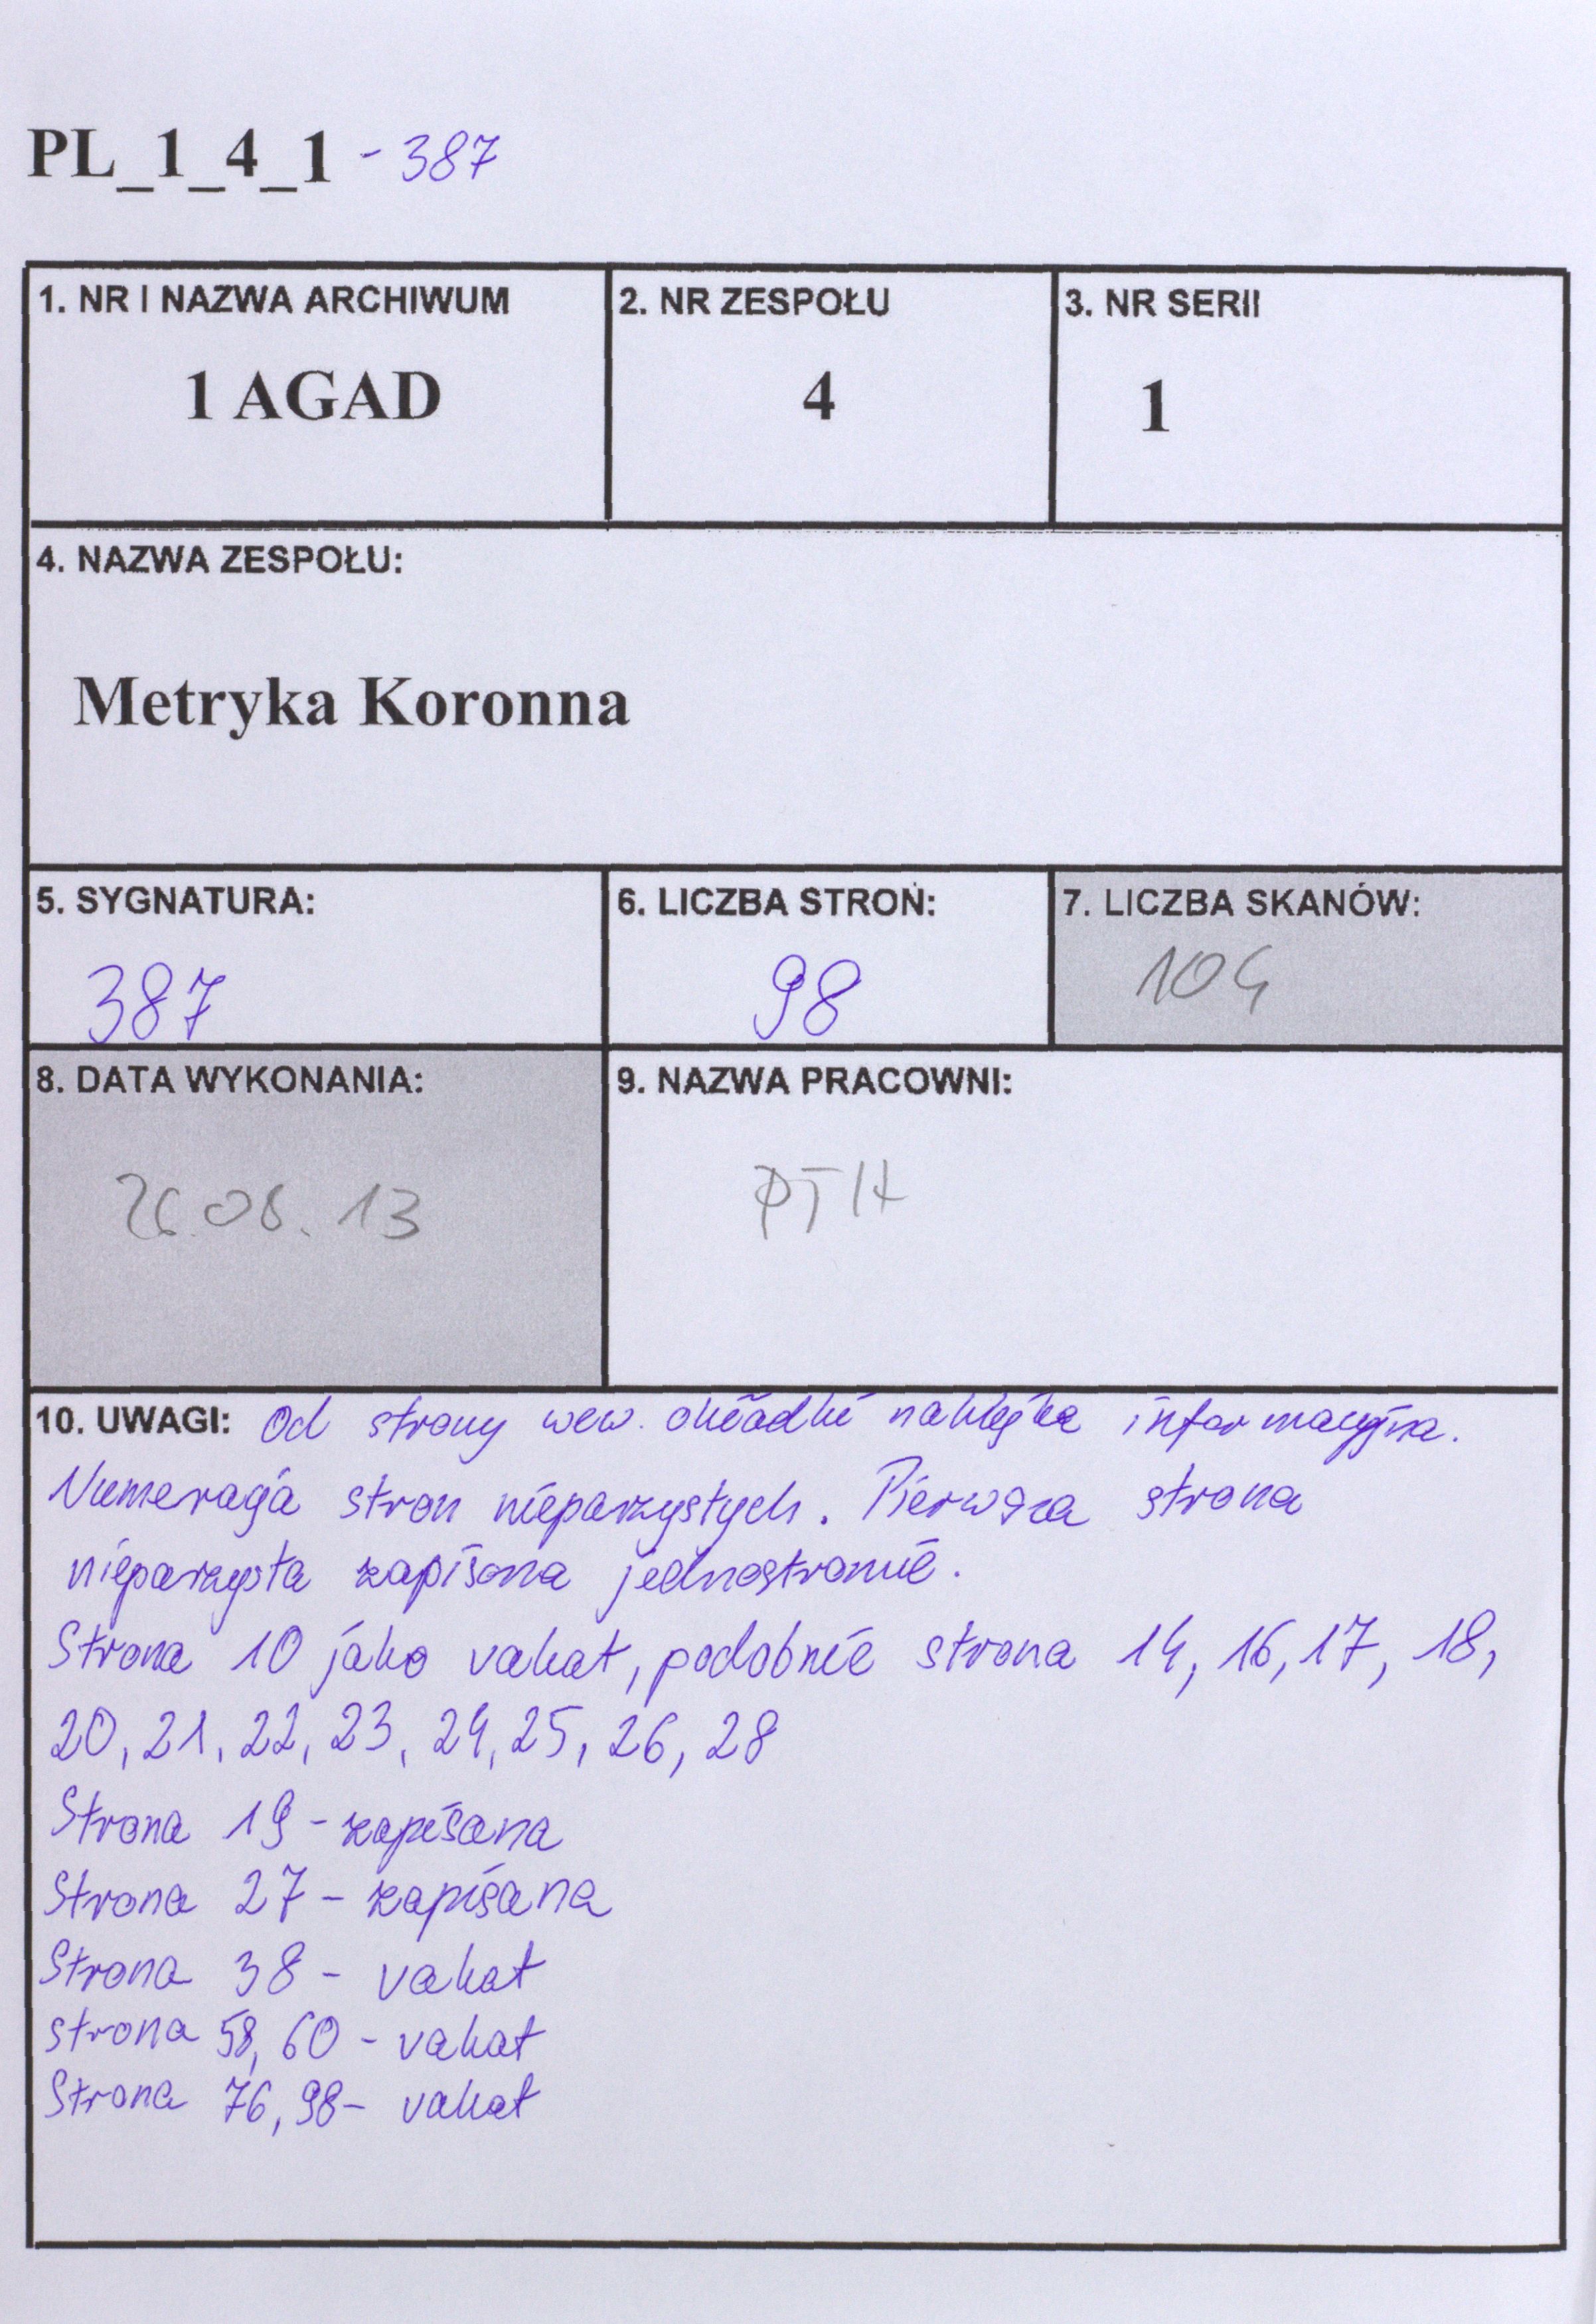 PL_1_4_1 - 387
1. NR I NAZWA ARCHIWUM
1 AGAD
2. NR ZESPOŁU
4
3. NR SERII
1
4. NAZWA ZESPOŁU:
Metryka Koronna
5. SYGNATURA:
387
6. LICZBA STRON:
98
7. LICZBA SKANÓW:
104
8. DATA WYKONANIA:
26.08.13
9. NAZWA PRACOWNI:
PTH
10. UWAGI: Od strony wew. okładki naklejka informacyjna.
Numeracja stron nieparzystych. Pierwsza strona
nieparzysta zapisana jednostronnie.
Strona 10 jako vakat, podobnie strona 14, 16, 17, 18,
20, 21, 22, 23, 24, 25, 26, 28
Strona 19 - zapisana
Strona 27 - zapisana
Strona 38 - vakat
strona 58, 60 - vakat
Strona 76, 98 - vakat